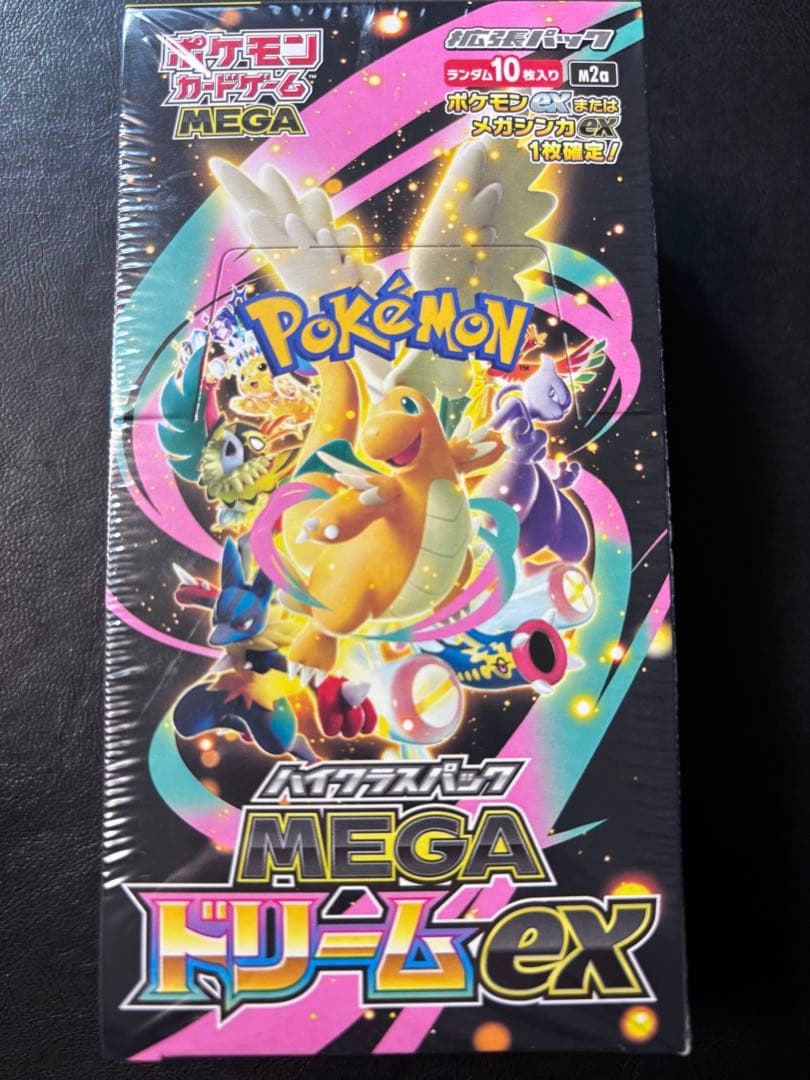 ポケモン
カードゲーム™
MEGA
拡張パック
ランダム10枚入り M2a
ポケモンexまたは
メガシンカex
1枚確定!
POKéMON™
ハイクラスパック
MEGA
ドリームex